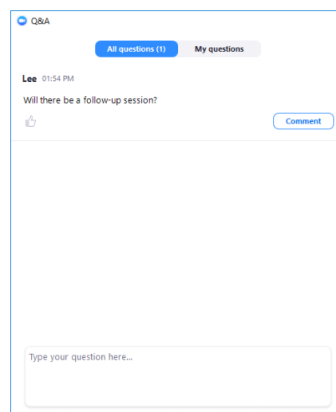 Q&A
All questions (1) My questions
Lee 01:54 PM
Will there be a follow-up session?
Comment
Type your question here...